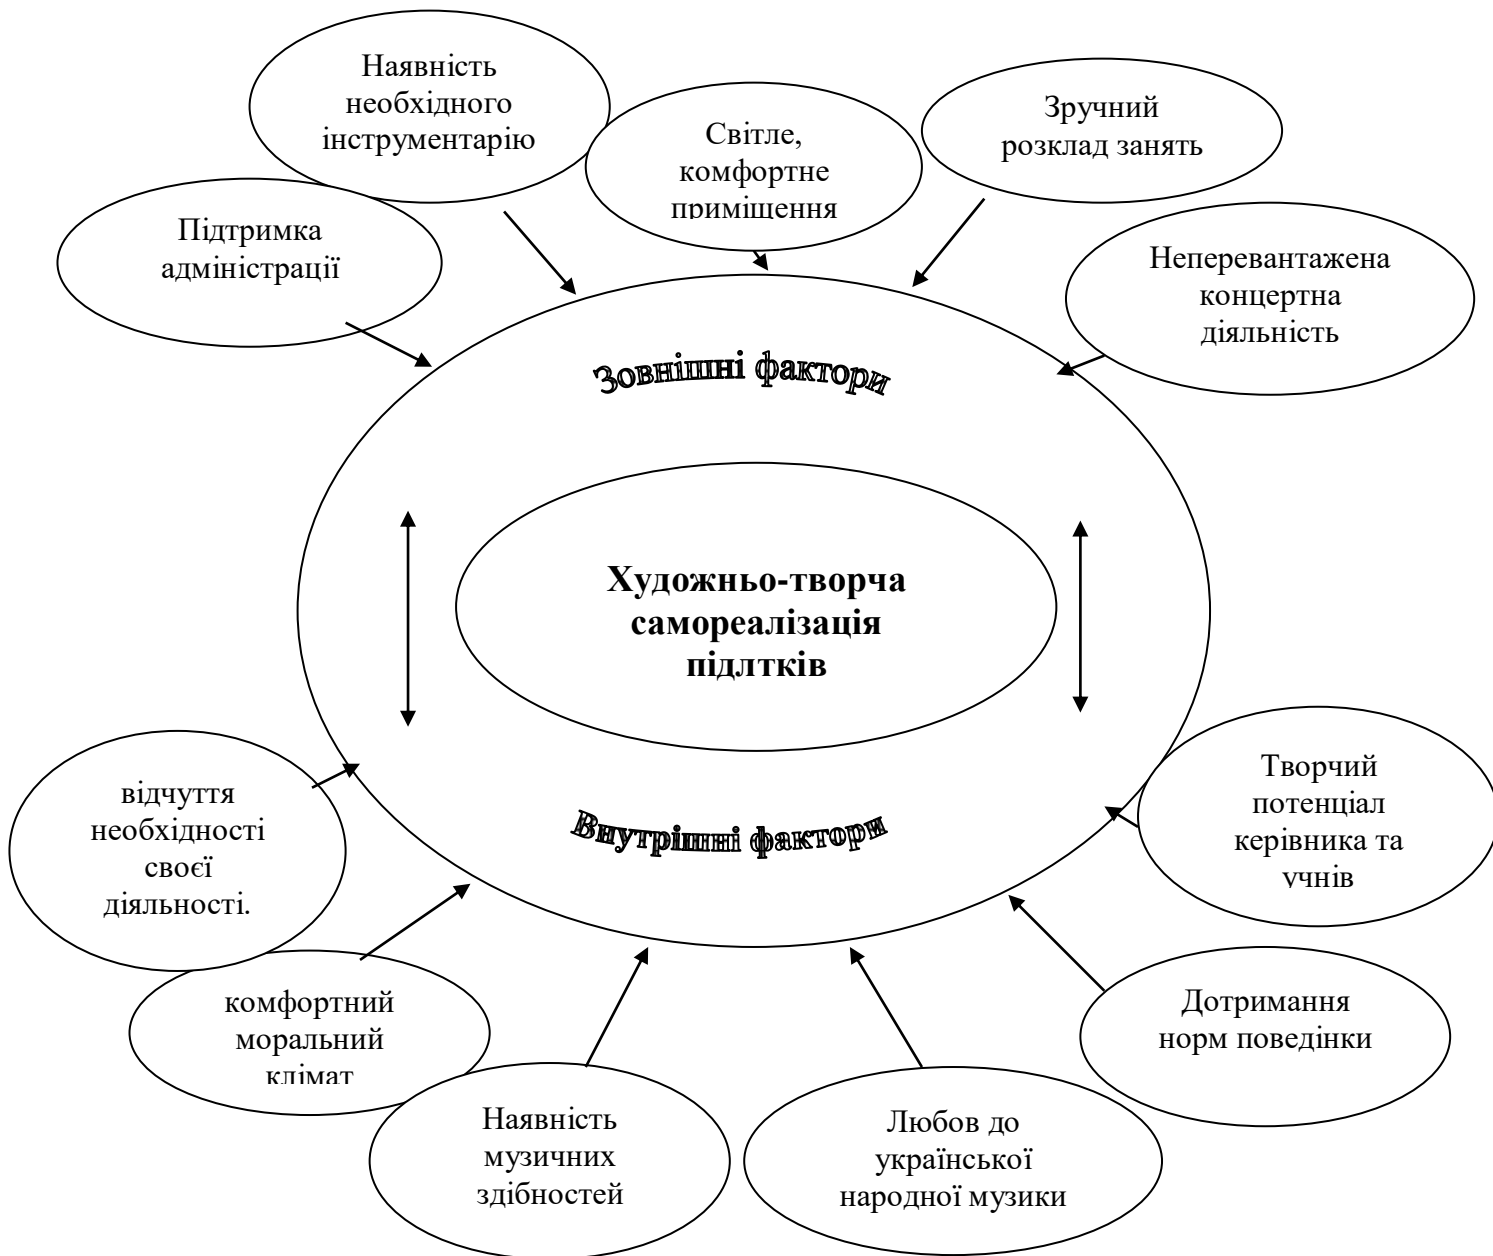 Наявність
необхідного
інструментарію
Світле,
комфортне
приміщення
Зручний
розклад занять
Підтримка
адміністрації
Неперевантажена
концертна
діяльність
Зовнішні фактори
Художньо-творча
самореалізація
підлтків
Внутрішні фактори
відчуття
необхідності
своєї
діяльності.
Творчий
потенціал
керівника та
учнів
комфортний
моральний
клімат
Дотримання
норм поведінки
Наявність
музичних
здібностей
Любов до
української
народної музики